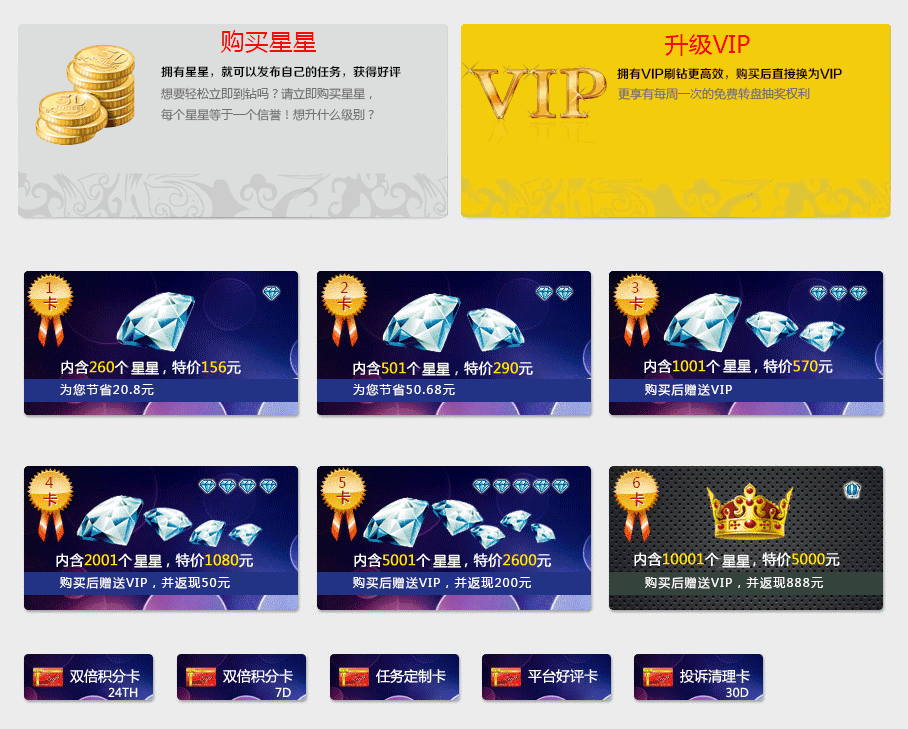 购买星星
拥有星星，就可以发布自己的任务，获得好评
想要轻松立即到钻吗？请立即购买星星，
每个星星等于一个信誉！想升什么级别？
升级VIP
VIP
拥有VIP刷钻更高效，购买后直接换为VIP
更享有每周一次的免费转盘抽奖权利
1
卡
内含260个星星，特价156元
为您节省20.8元
2
卡
内含501个星星，特价290元
为您节省50.68元
3
卡
内含1001个星星，特价570元
购买后赠送VIP
4
卡
内含2001个星星，特价1080元
购买后赠送VIP，并返现50元
5
卡
内含5001个星星，特价2600元
购买后赠送VIP，并返现200元
6
卡
内含10001个星星，特价5000元
购买后赠送VIP，并返现888元
双倍积分卡
24TH
双倍积分卡
7D
任务定制卡
平台好评卡
投诉清理卡
30D